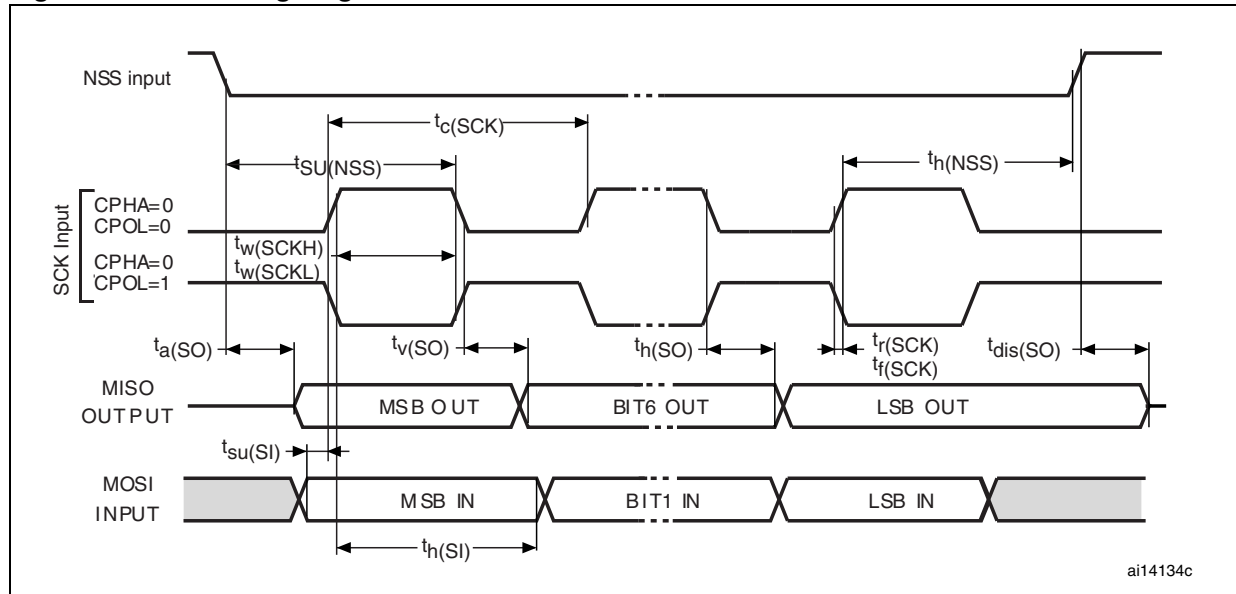 NSS input
tc(SCK)
tSU(NSS)
th(NSS)
SCK Input
CPHA=0
CPOL=0
tw(SCKH)
CPHA=0
tw(SCKL)
CPOL=1
ta(SO)
tv(SO)
th(SO)
tr(SCK)
tf(SCK)
tdis(SO)
MISO
OUTPUT
MSB OUT
BIT6 OUT
LSB OUT
tsu(SI)
MOSI
INPUT
MSB IN
BIT1 IN
LSB IN
th(SI)
ai14134c